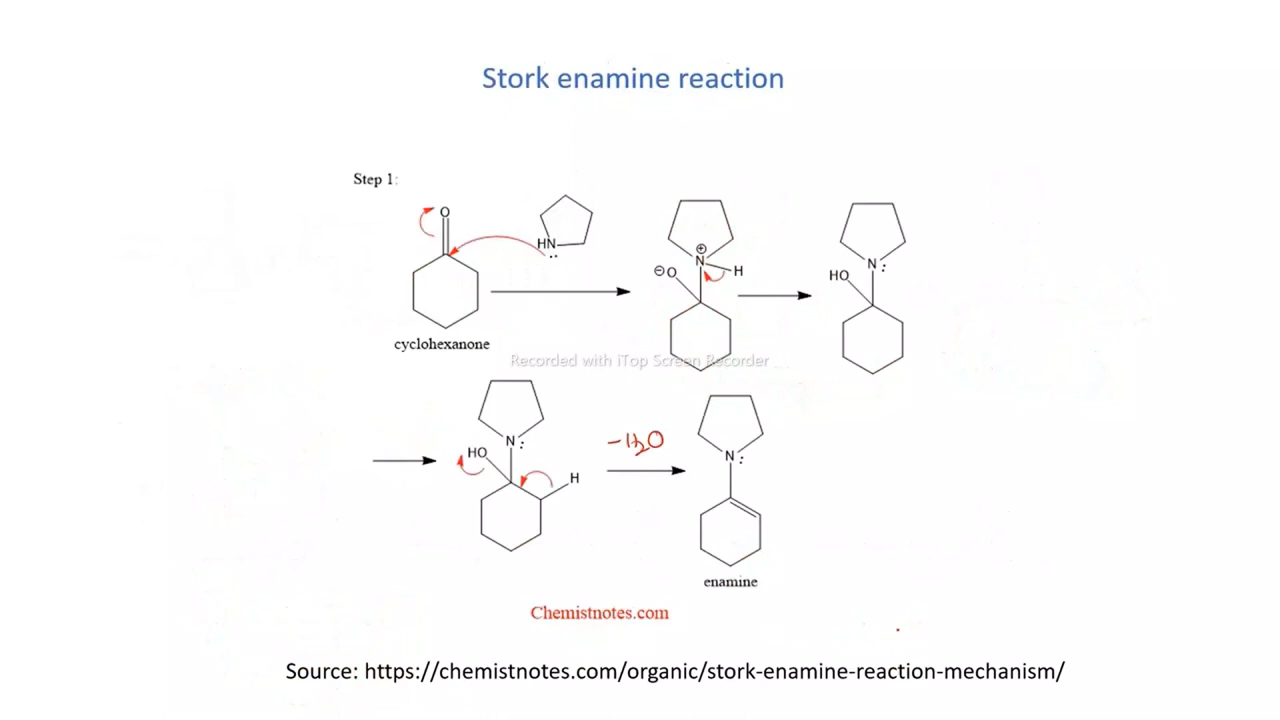 Stork enamine reaction
Step 1:
O
HN
..
cyclohexanone
⊕
N
H
⊖O
N:
HO
Recorded with iTop Screen Recorder
N:
HO
H
-H2O
N:
enamine
Chemistnotes.com
Source: https://chemistnotes.com/organic/stork-enamine-reaction-mechanism/